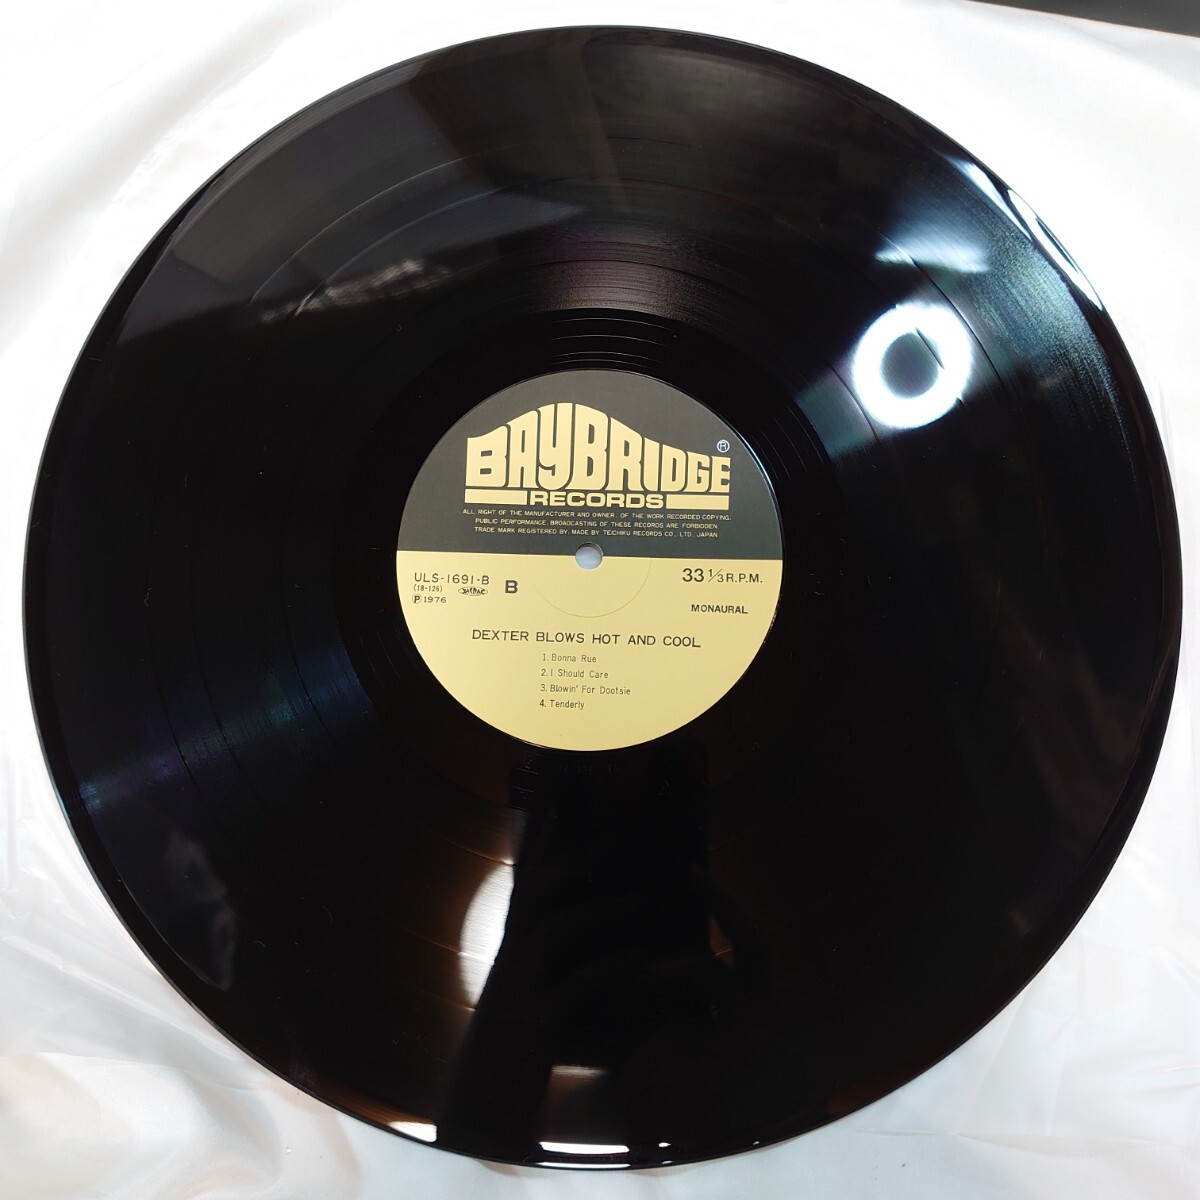 BAYBRIDGE ®
RECORDS
ALL RIGHT OF THE MANUFACTURER AND OWNER, OF THE WORK RECORDED COPYING,
PUBLIC PERFORMANCE, BROADCASTING OF THESE RECORDS ARE FORBIDDEN.
TRADE MARK REGISTERED BY, MADE BY TEICHIKU RECORDS CO., LTD., JAPAN
ULS-1691-B B 33 1/3 R.P.M.
(18-126)
Ⓟ1976
MONAURAL
DEXTER BLOWS HOT AND COOL
1. Bonna Rue
2. I Should Care
3. Blowin' For Dootsie
4. Tenderly